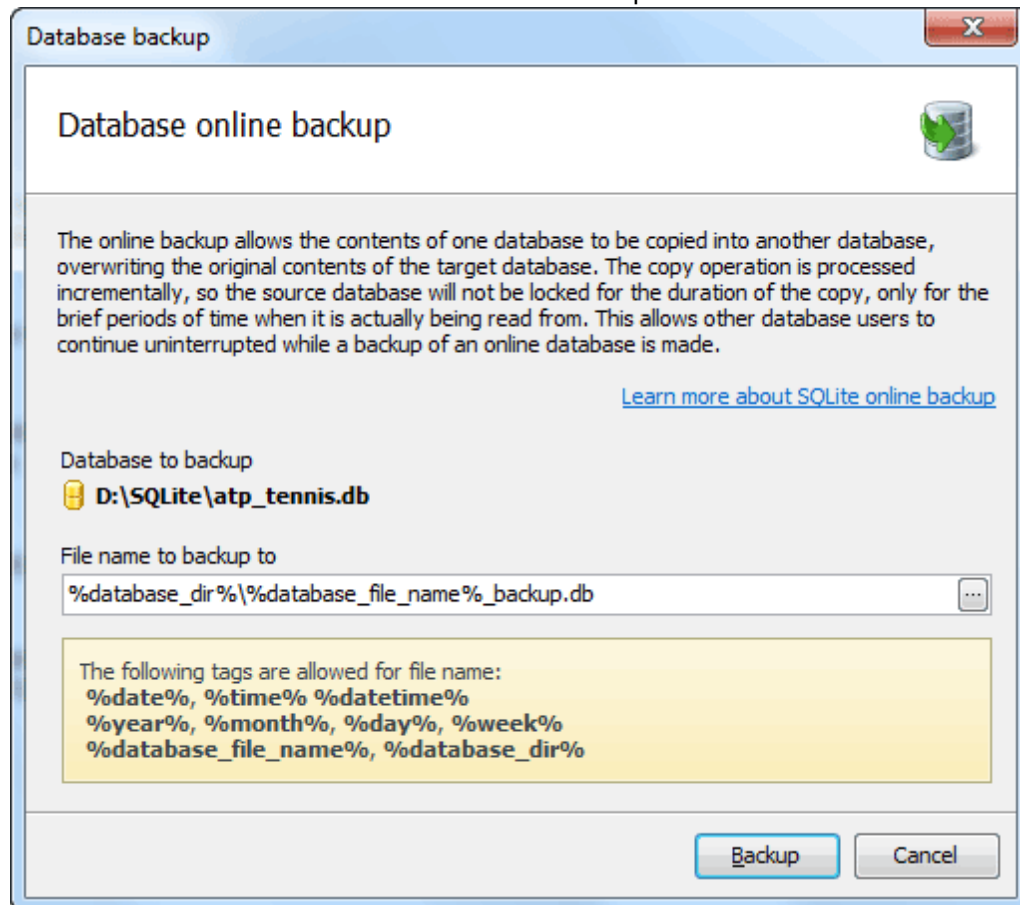 Database backup
Database online backup
The online backup allows the contents of one database to be copied into another database,
overwriting the original contents of the target database. The copy operation is processed
incrementally, so the source database will not be locked for the duration of the copy, only for the
brief periods of time when it is actually being read from. This allows other database users to
continue uninterrupted while a backup of an online database is made.
Learn more about SQLite online backup
Database to backup
D:\SQLite\atp_tennis.db
File name to backup to
%database_dir%\%database_file_name%_backup.db
...
The following tags are allowed for file name:
%date%, %time% %datetime%
%year%, %month%, %day%, %week%
%database_file_name%, %database_dir%
Backup
Cancel